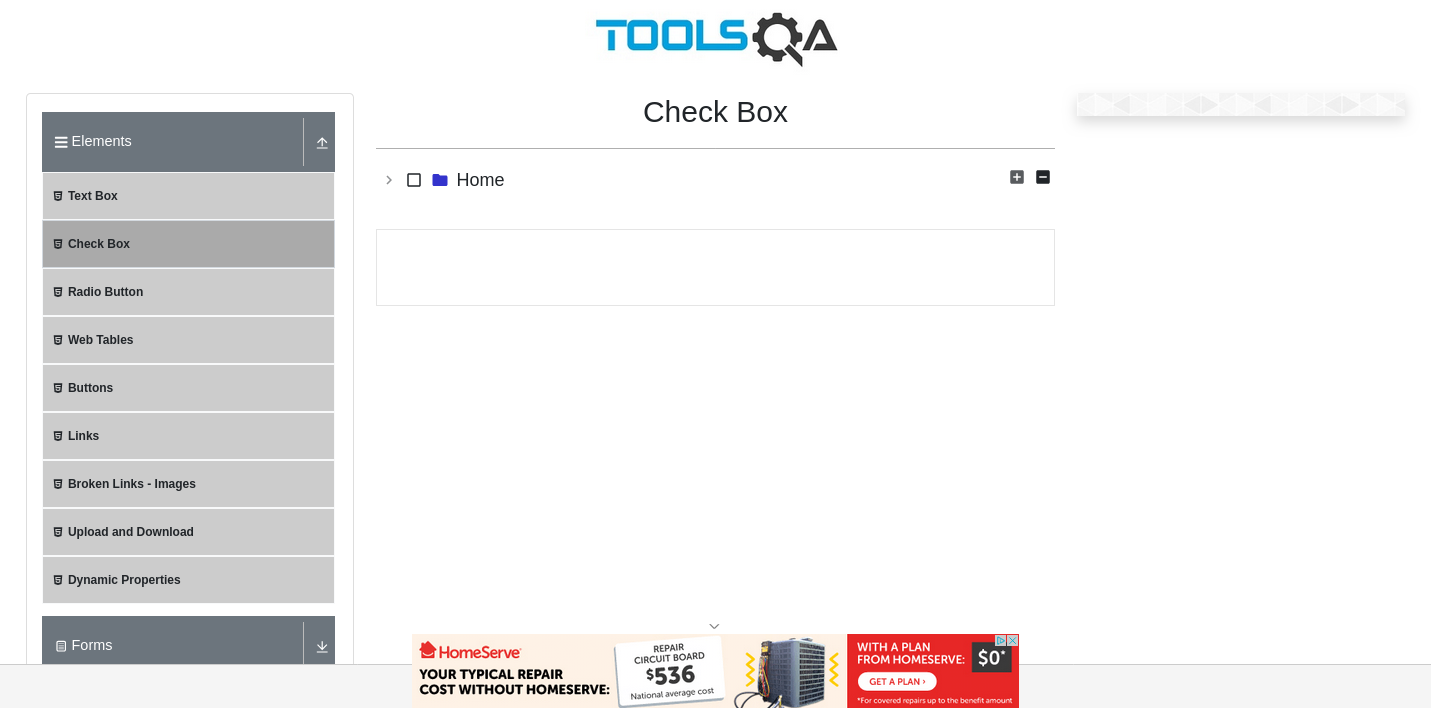 TOOLSQA
Elements
Text Box
Check Box
Radio Button
Web Tables
Buttons
Links
Broken Links - Images
Upload and Download
Dynamic Properties
Forms
Check Box
Home
HomeServe
YOUR TYPICAL REPAIR
COST WITHOUT HOMESERVE:
REPAIR
CIRCUIT BOARD
$536
National average cost
WITH A PLAN
FROM HOMESERVE:
$0*
GET A PLAN ›
*For covered repairs up to the benefit amount